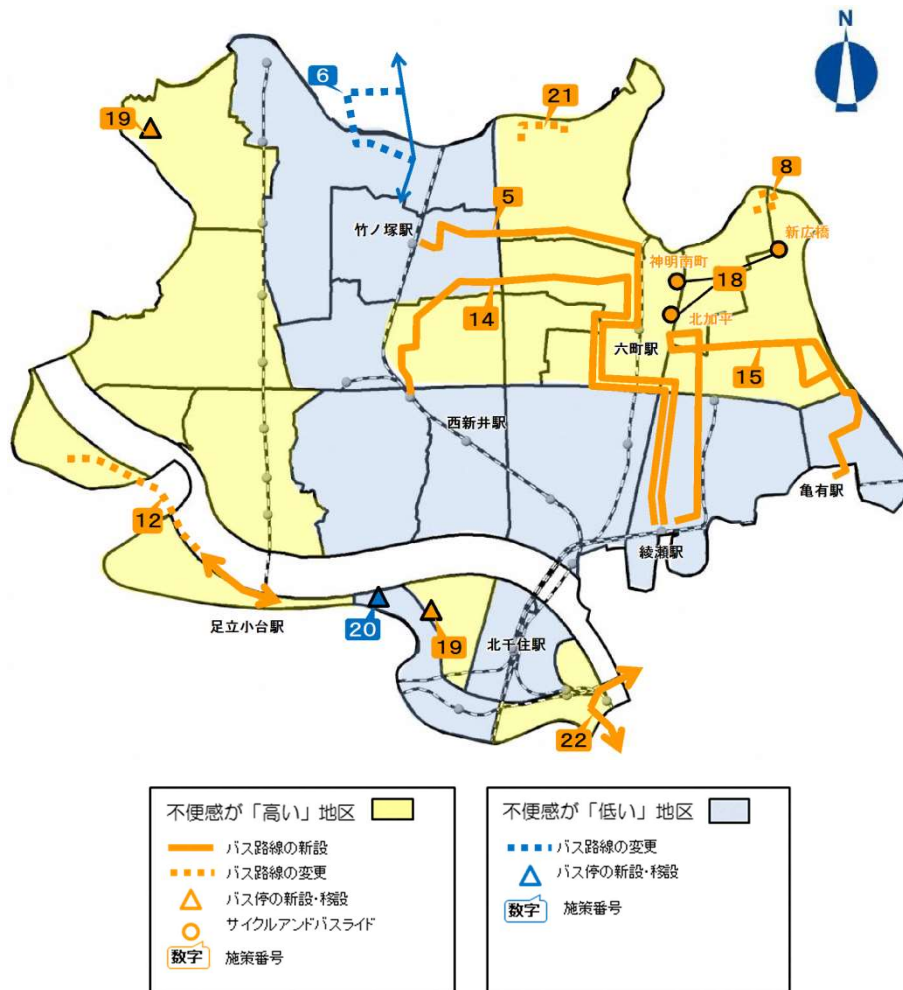 N
6
21
19
8
5
新広橋
竹ノ塚駅
神明南町
18
14
北加平
六町駅
15
西新井駅
亀有駅
12
綾瀬駅
足立小台駅
20
19
北千住駅
22
不便感が「高い」地区
バス路線の新設
バス路線の変更
バス停の新設・移設
サイクルアンドバスライド
数字 施策番号
不便感が「低い」地区
バス路線の変更
バス停の新設・移設
数字 施策番号